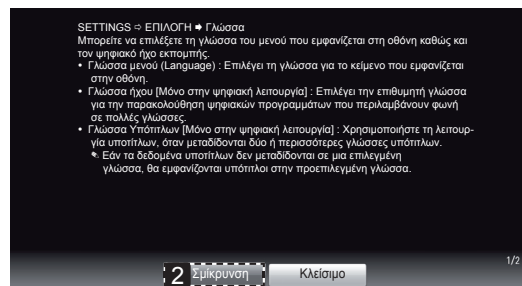 SETTINGS ⇨ ΕΠΙΛΟΓΗ ➡ Γλώσσα
Μπορείτε να επιλέξετε τη γλώσσα του μενού που εμφανίζεται στη οθόνη καθώς και
τον ψηφιακό ήχο εκπομπής.
• Γλώσσα μενού (Language) : Επιλέγει τη γλώσσα για το κείμενο που εμφανίζεται
στην οθόνη.
• Γλώσσα ήχου [Μόνο στην ψηφιακή λειτουργία] : Επιλέγει την επιθυμητή γλώσσα
για την παρακολούθηση ψηφιακών προγραμμάτων που περιλαμβάνουν φωνή
σε πολλές γλώσσες.
• Γλώσσα Υπότιτλων [Μόνο στην ψηφιακή λειτουργία] : Χρησιμοποιήστε τη λειτουρ-
γία υποτίτλων, όταν μεταδίδονται δύο ή περισσότερες γλώσσες υπότιτλων.
✎ Εάν τα δεδομένα υποτίτλων δεν μεταδίδονται σε μια επιλεγμένη
γλώσσα, θα εμφανίζονται υπότιτλοι στην προεπιλεγμένη γλώσσα.
1/2
2 Σμίκρυνση Κλείσιμο